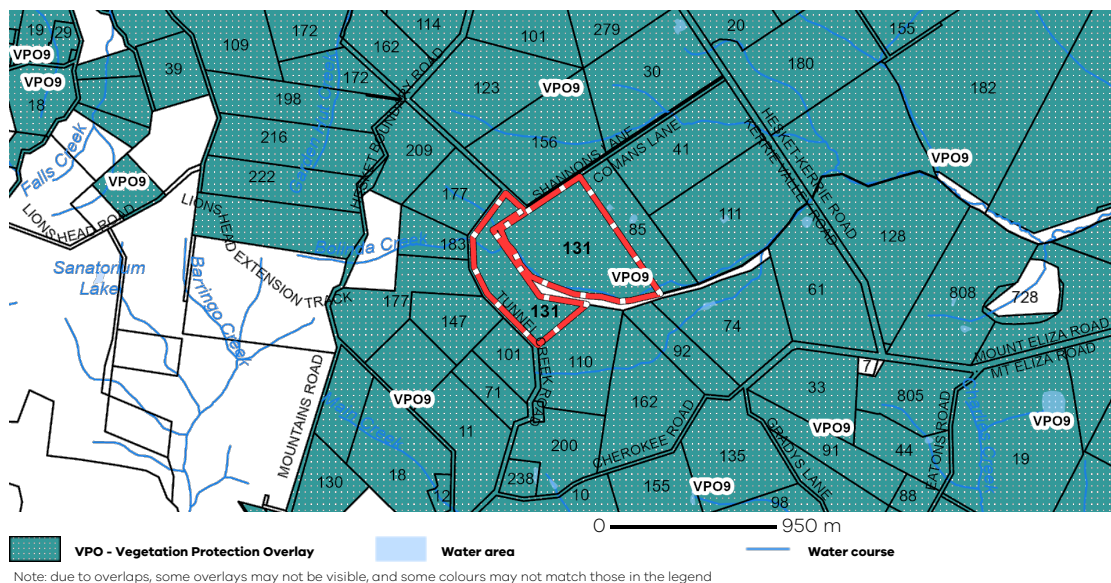 19
29
VPO9
VPO9
18
39
109
172
162
114
101
279
20
155
172
123
VPO9
30
180
182
198
216
222
209
156
41
SHANNONS LANE
COMANS LANE
HESKET-KERRIE ROAD
KERRIE VALLEY ROAD
VPO9
Falls Creek
VPO9
LIONS HEAD ROAD
LIONS HEAD EXTENSION TRACK
177
183
131
85
111
128
VPO9
Sanatorium
Lake
Barringo Creek
177
147
TUNNEL CREEK ROAD
131
61
808
728
74
MOUNT ELIZA ROAD
MT ELIZA ROAD
101
110
92
7
33
805
MOUNTAINS ROAD
VPO9
71
162
11
CHEROKEE ROAD
200
GRADYS LANE
VPO9
91
44
EATONS ROAD
VPO9
19
130
18
12
238
10
155
135
VPO9
98
88
0 950 m
VPO - Vegetation Protection Overlay
Water area
Water course
Note: due to overlaps, some overlays may not be visible, and some colours may not match those in the legend